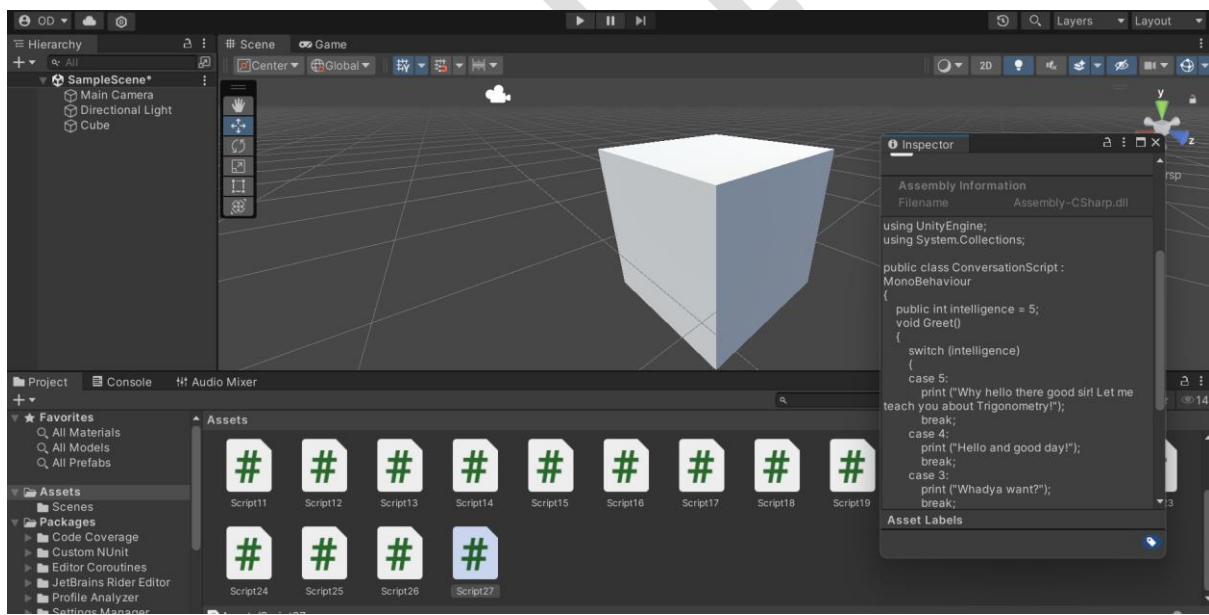 OD
Layers
Layout
Hierarchy
All
SampleScene*
Main Camera
Directional Light
Cube
Scene
Game
Center
Global
2D
y
z
Inspector
Assembly Information
Filename Assembly-CSharp.dll
using UnityEngine;
using System.Collections;
public class ConversationScript :
MonoBehaviour
{
public int intelligence = 5;
void Greet()
{
switch (intelligence)
{
case 5:
print ("Why hello there good sir! Let me
teach you about Trigonometry!");
break;
case 4:
print ("Hello and good day!");
break;
case 3:
print ("Whadya want?");
break;
Asset Labels
Project
Console
Audio Mixer
14
Favorites
All Materials
All Models
All Prefabs
Assets
Scenes
Packages
Code Coverage
Custom NUnit
Editor Coroutines
JetBrains Rider Editor
Profile Analyzer
Settings Manager
Assets
Script11
Script12
Script13
Script14
Script15
Script16
Script17
Script18
Script19
Script24
Script25
Script26
Script27